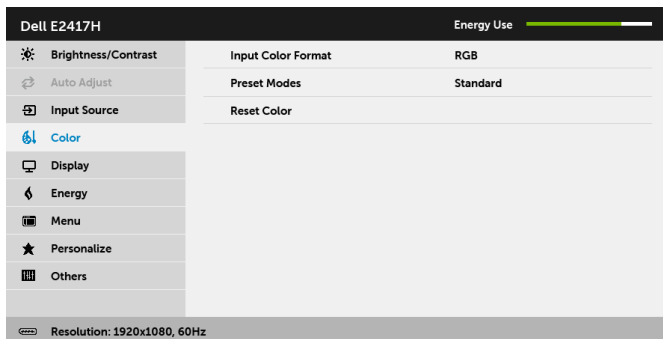 Dell E2417H
Energy Use
Brightness/Contrast
Input Color Format
RGB
Auto Adjust
Preset Modes
Standard
Input Source
Reset Color
Color
Display
Energy
Menu
Personalize
Others
Resolution: 1920x1080, 60Hz